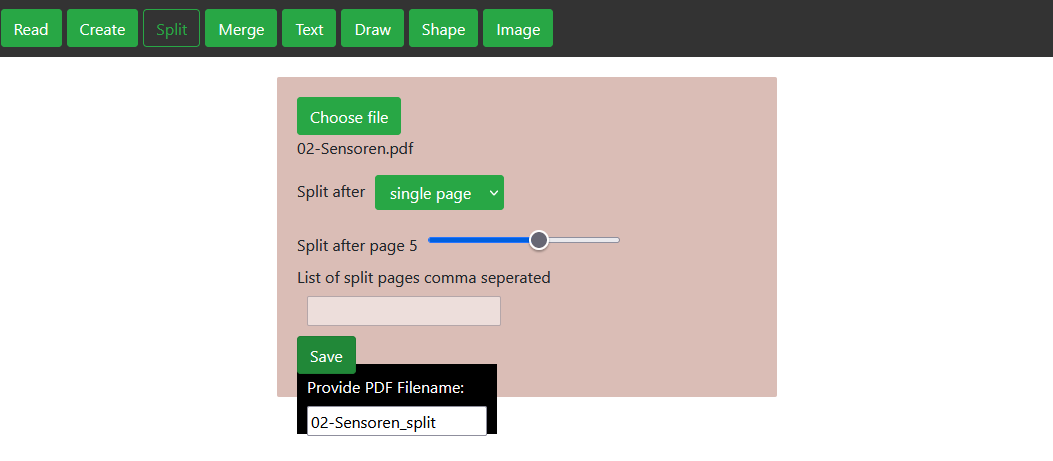 Read Create Split Merge Text Draw Shape Image
Choose file
02-Sensoren.pdf
Split after single page
Split after page 5
List of split pages comma seperated
Save
Provide PDF Filename:
02-Sensoren_split